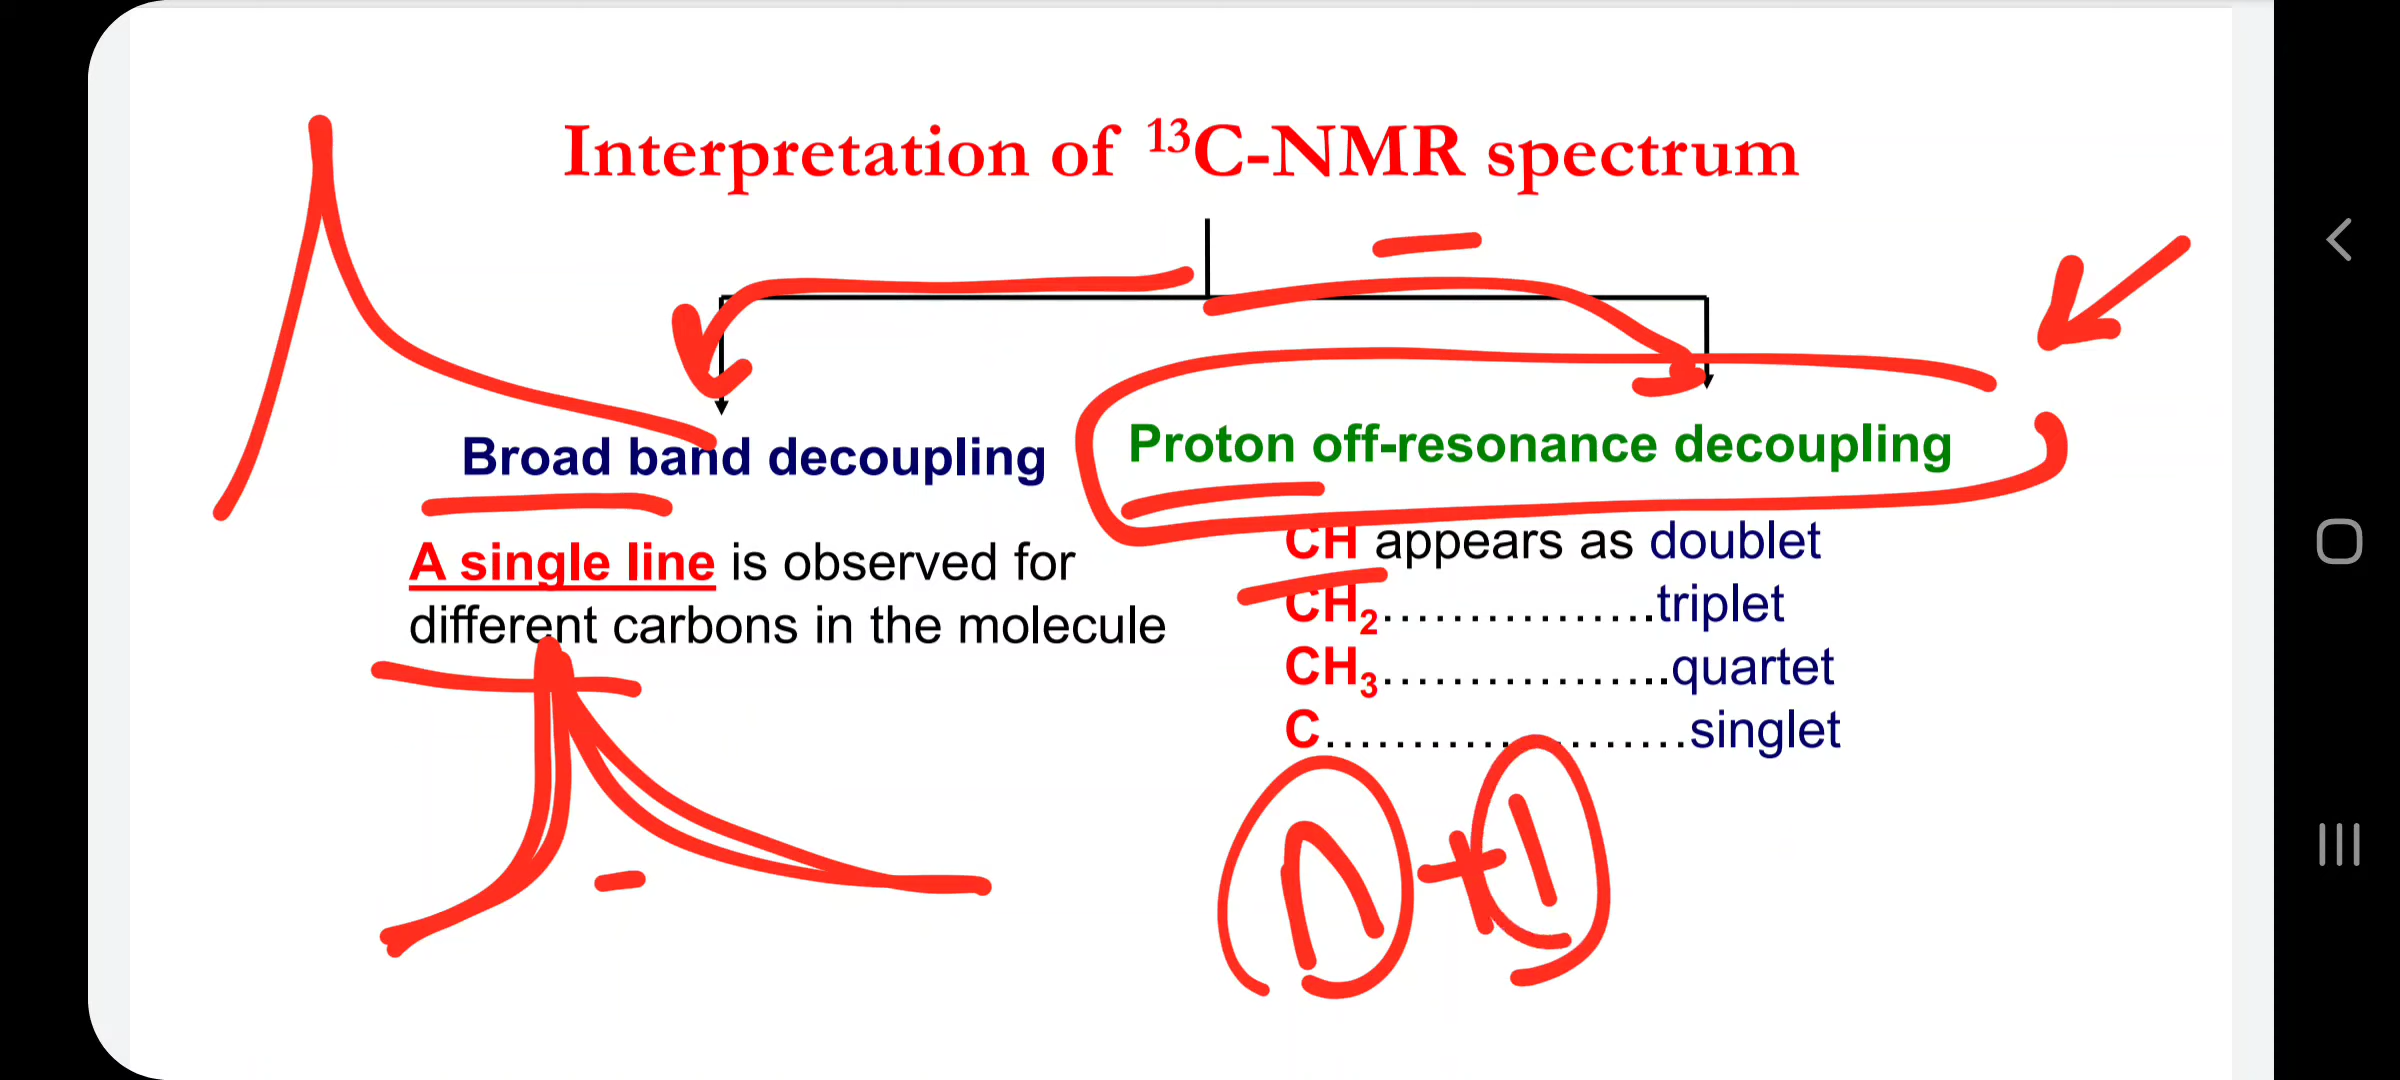 Interpretation of ¹³C-NMR spectrum
Broad band decoupling
A single line is observed for
different carbons in the molecule
Proton off-resonance decoupling
CH appears as doublet
CH₂................triplet
CH₃.................quartet
C.....................singlet
n+1